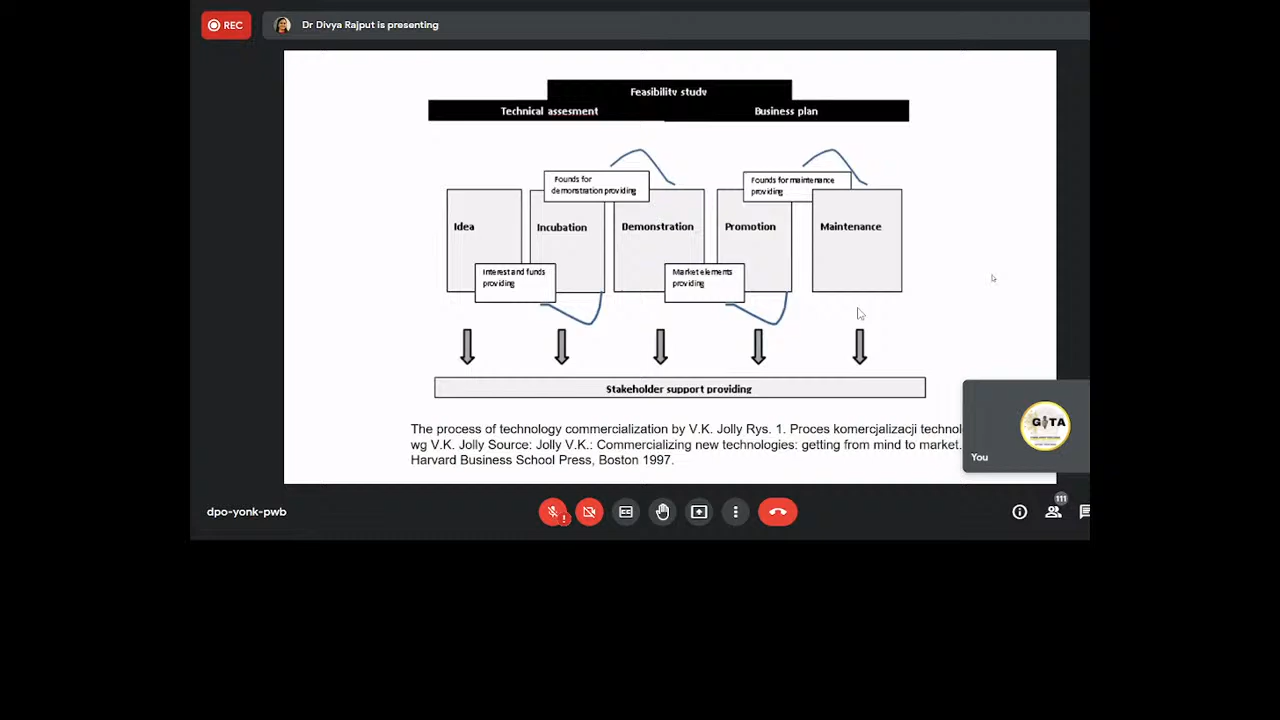 REC
Dr Divya Rajput is presenting
Feasibility study
Technical assesment
Business plan
Founds for
demonstration providing
Founds for maintenance
providing
Idea
Incubation
Demonstration
Promotion
Maintenance
Interest and funds
providing
Market elements
providing
Stakeholder support providing
The process of technology commercialization by V.K. Jolly Rys. 1. Proces komercjalizacji technol
wg V.K. Jolly Source: Jolly V.K.: Commercializing new technologies: getting from mind to market.
Harvard Business School Press, Boston 1997.
GITA
You
dpo-yonk-pwb
111